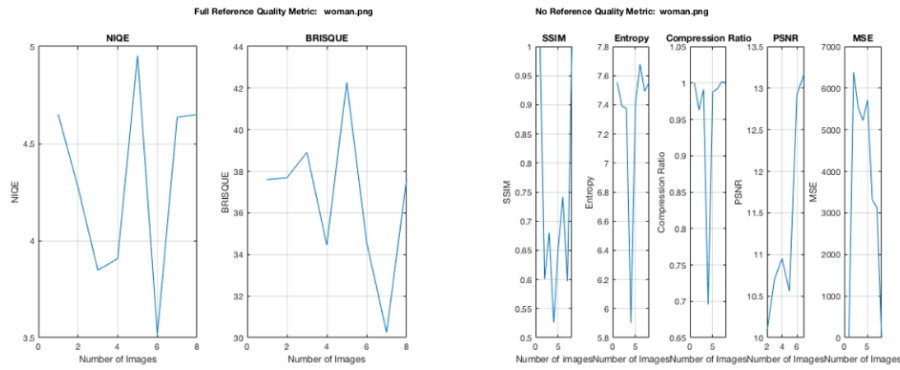 Full Reference Quality Metric: woman.png
No Reference Quality Metric: woman.png
NIQE
BRISQUE
SSIM
Entropy
Compression Ratio
PSNR
MSE
NIQE
5
4.5
4
3.5
0 2 4 6 8
Number of Images
BRISQUE
44
42
40
38
36
34
32
30
0 2 4 6 8
Number of Images
SSIM
1
0.95
0.9
0.85
0.8
0.75
0.7
0.65
0.6
0.55
0.5
0 5
Number of images
Entropy
7.8
7.6
7.4
7.2
7
6.8
6.6
6.4
6.2
6
5.8
0 5
Number of Images
Compression Ratio
1.05
1
0.95
0.9
0.85
0.8
0.75
0.7
0.65
0 5
Number of Images
PSNR
13.5
13
12.5
12
11.5
11
10.5
10
2 4 6
Number of Images
MSE
7000
6000
5000
4000
3000
2000
1000
0
0 5
Number of Images